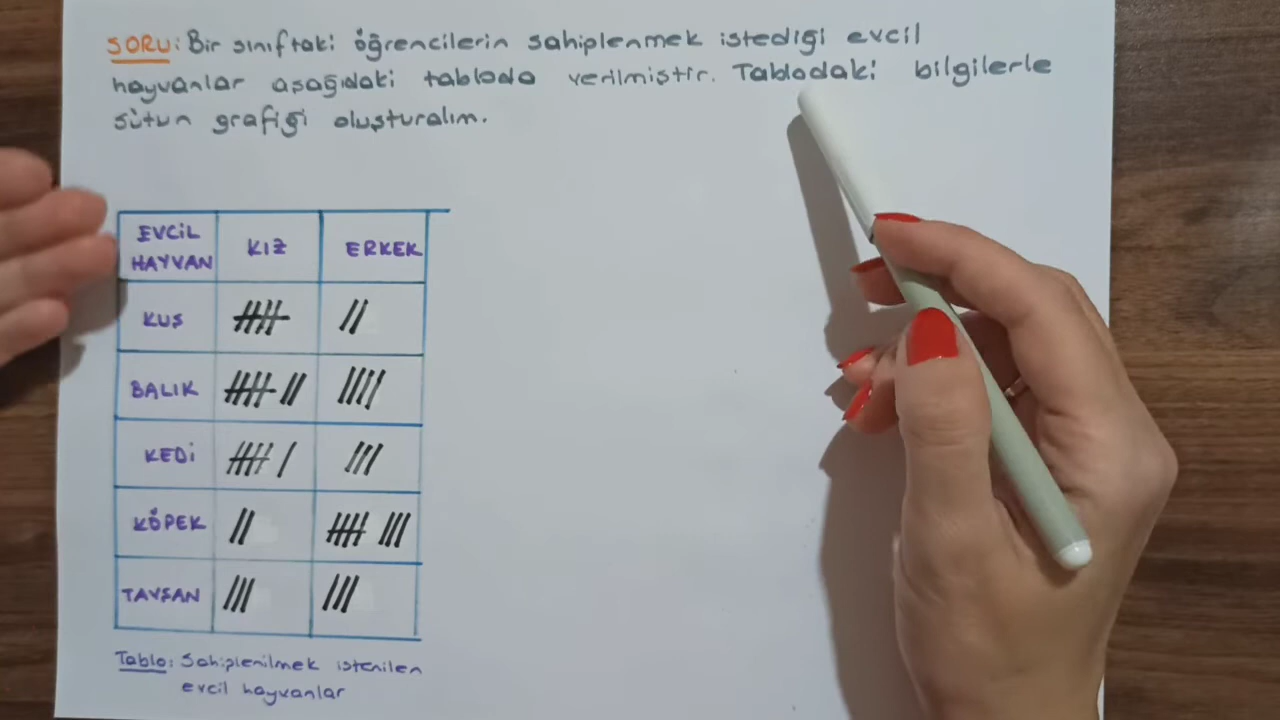 SORU: Bir sınıftaki öğrencilerin sahiplenmek istediği evcil
hayvanlar aşağıdaki tabloda verilmiştir. Tablodaki bilgilerle
sütun grafiği oluşturalım.
EVCİL HAYVAN KIZ ERKEK
KUŞ
BALIK
KEDİ
KÖPEK
TAVŞAN
Tablo: Sahiplenilmek istenilen
evcil hayvanlar